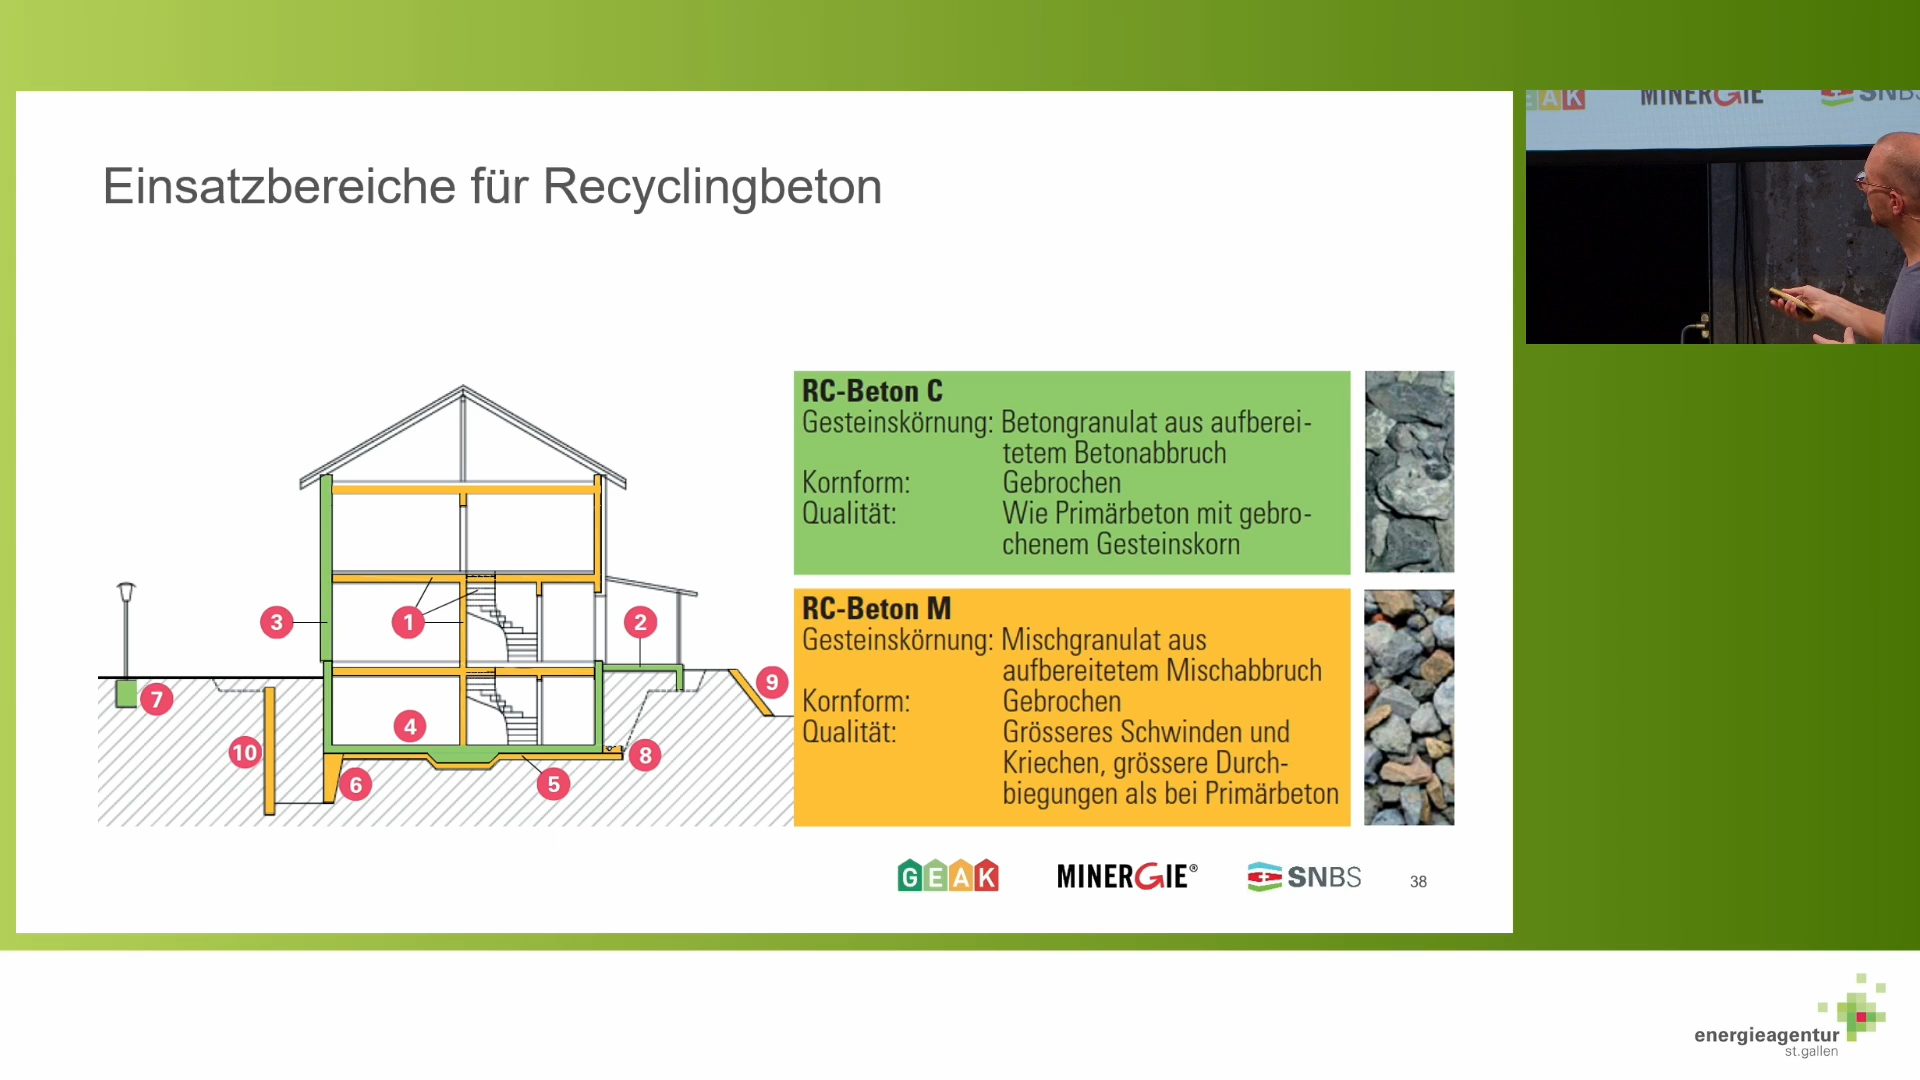 EAK
MINERGIE
SNBS
Einsatzbereiche für Recyclingbeton
RC-Beton C
Gesteinskörnung: Betongranulat aus aufberei-
tetem Betonabbruch
Kornform: Gebrochen
Qualität: Wie Primärbeton mit gebro-
chenem Gesteinskorn
RC-Beton M
Gesteinskörnung: Mischgranulat aus
aufbereitetem Mischabbruch
Kornform: Gebrochen
Qualität: Grösseres Schwinden und
Kriechen, grössere Durch-
biegungen als bei Primärbeton
3
1
2
7
9
4
10
8
6
5
GEAK
MINERGIE®
SNBS
38
energieagentur
st.gallen